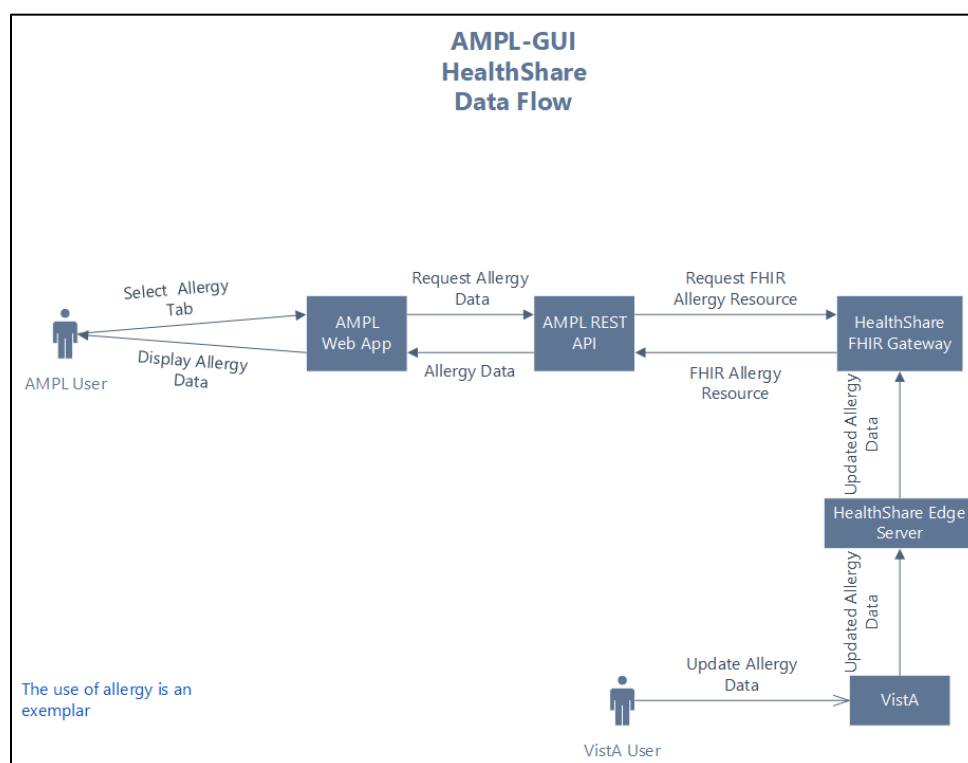 AMPL-GUI
HealthShare
Data Flow
Select Allergy
Tab
Request Allergy
Data
Request FHIR
Allergy Resource
AMPL
Web App
AMPL REST
API
HealthShare
FHIR Gateway
AMPL User
Display Allergy
Data
Allergy Data
FHIR Allergy
Resource
Updated Allergy
Data
HealthShare Edge
Server
Updated Allergy
Data
Update Allergy
Data
VistA
VistA User
The use of allergy is an
exemplar